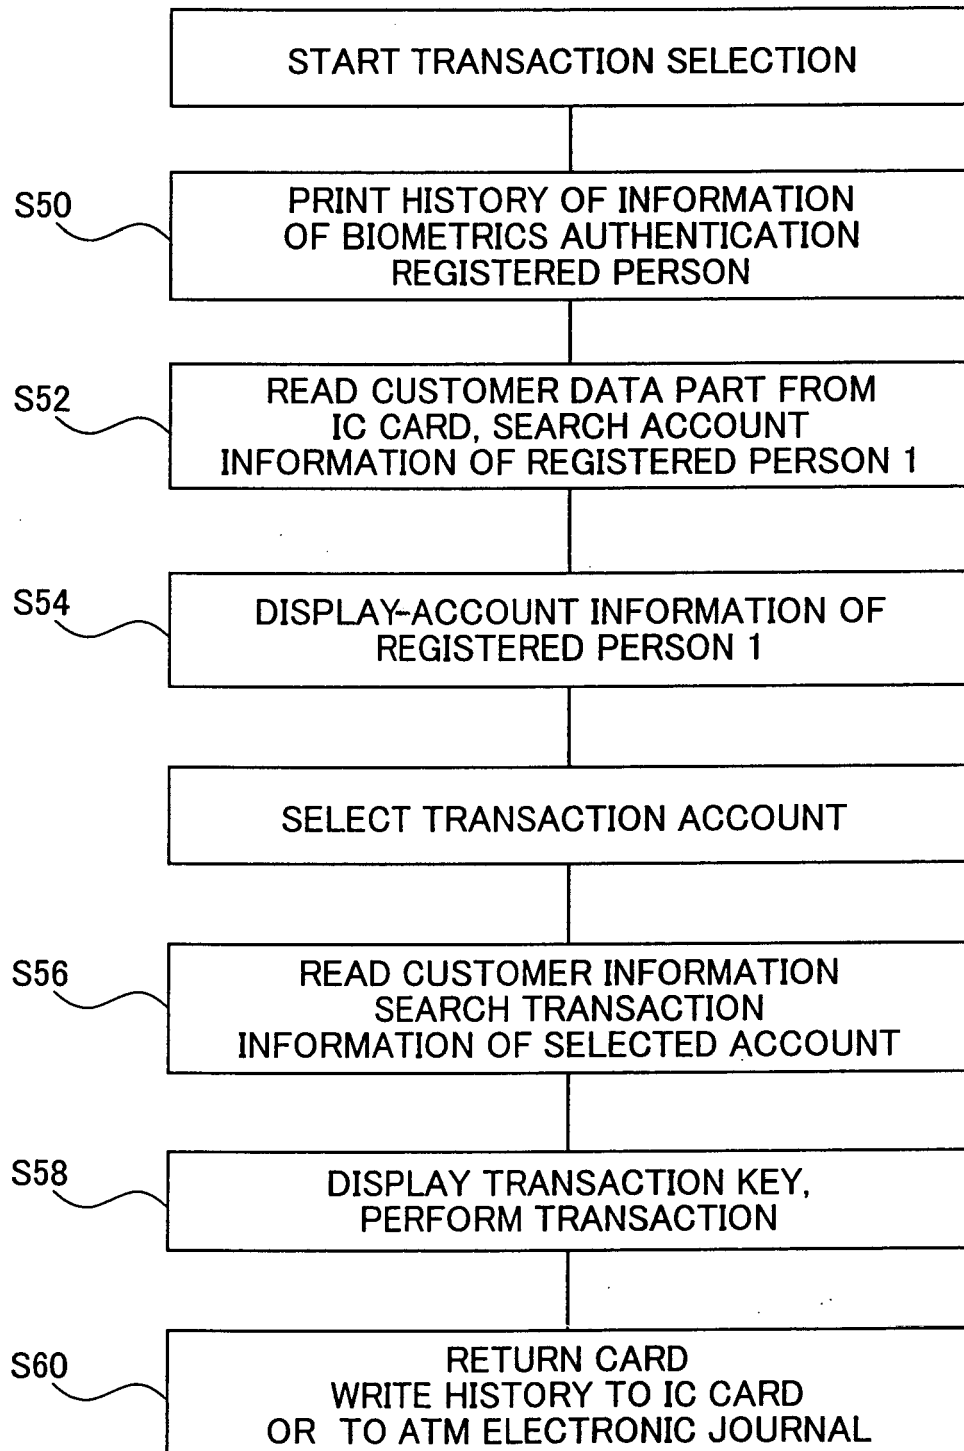 START TRANSACTION SELECTION
S50
PRINT HISTORY OF INFORMATION
OF BIOMETRICS AUTHENTICATION
REGISTERED PERSON
S52
READ CUSTOMER DATA PART FROM
IC CARD, SEARCH ACCOUNT
INFORMATION OF REGISTERED PERSON 1
S54
DISPLAY-ACCOUNT INFORMATION OF
REGISTERED PERSON 1
SELECT TRANSACTION ACCOUNT
S56
READ CUSTOMER INFORMATION
SEARCH TRANSACTION
INFORMATION OF SELECTED ACCOUNT
S58
DISPLAY TRANSACTION KEY,
PERFORM TRANSACTION
S60
RETURN CARD
WRITE HISTORY TO IC CARD
OR TO ATM ELECTRONIC JOURNAL